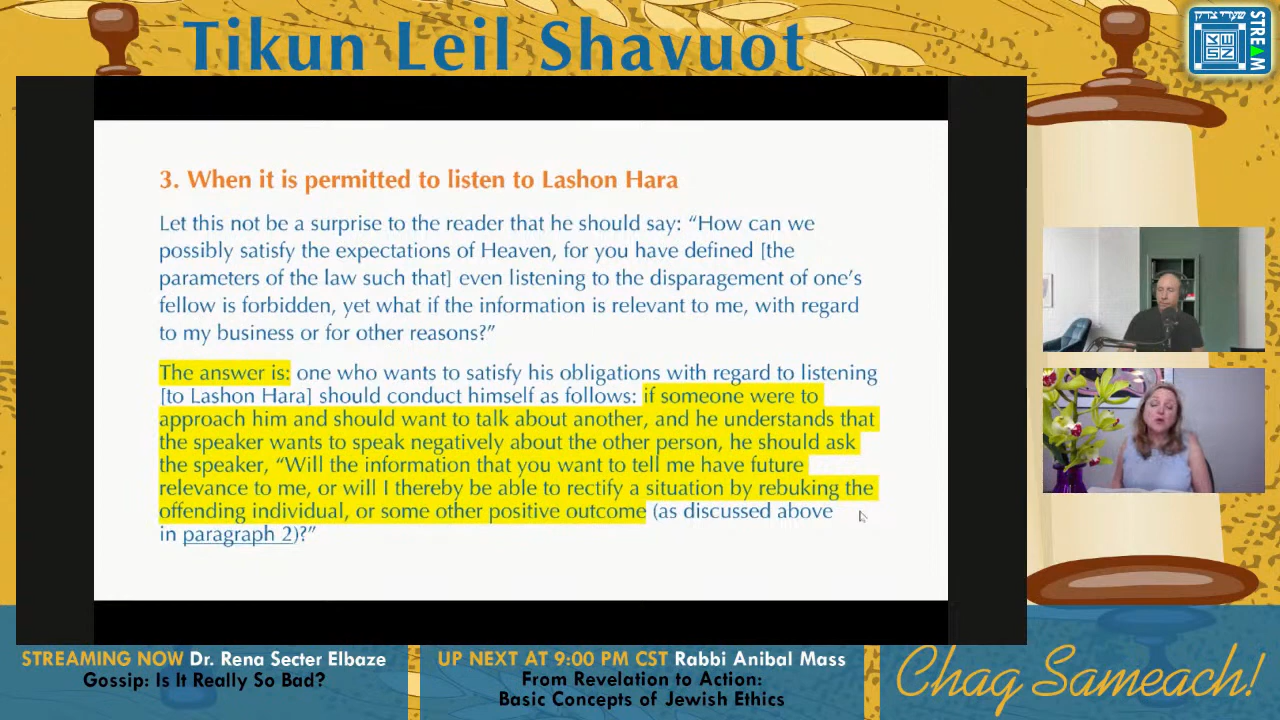 Tikun Leil Shavuot
שערי צדק
STREAM
3. When it is permitted to listen to Lashon Hara
Let this not be a surprise to the reader that he should say: “How can we
possibly satisfy the expectations of Heaven, for you have defined [the
parameters of the law such that] even listening to the disparagement of one’s
fellow is forbidden, yet what if the information is relevant to me, with regard
to my business or for other reasons?”
The answer is: one who wants to satisfy his obligations with regard to listening
[to Lashon Hara] should conduct himself as follows: if someone were to
approach him and should want to talk about another, and he understands that
the speaker wants to speak negatively about the other person, he should ask
the speaker, “Will the information that you want to tell me have future
relevance to me, or will I thereby be able to rectify a situation by rebuking the
offending individual, or some other positive outcome (as discussed above
in paragraph 2)?”
STREAMING NOW Dr. Rena Secter Elbaze
Gossip: Is It Really So Bad?
UP NEXT AT 9:00 PM CST Rabbi Anibal Mass
From Revelation to Action:
Basic Concepts of Jewish Ethics
Chag Sameach!